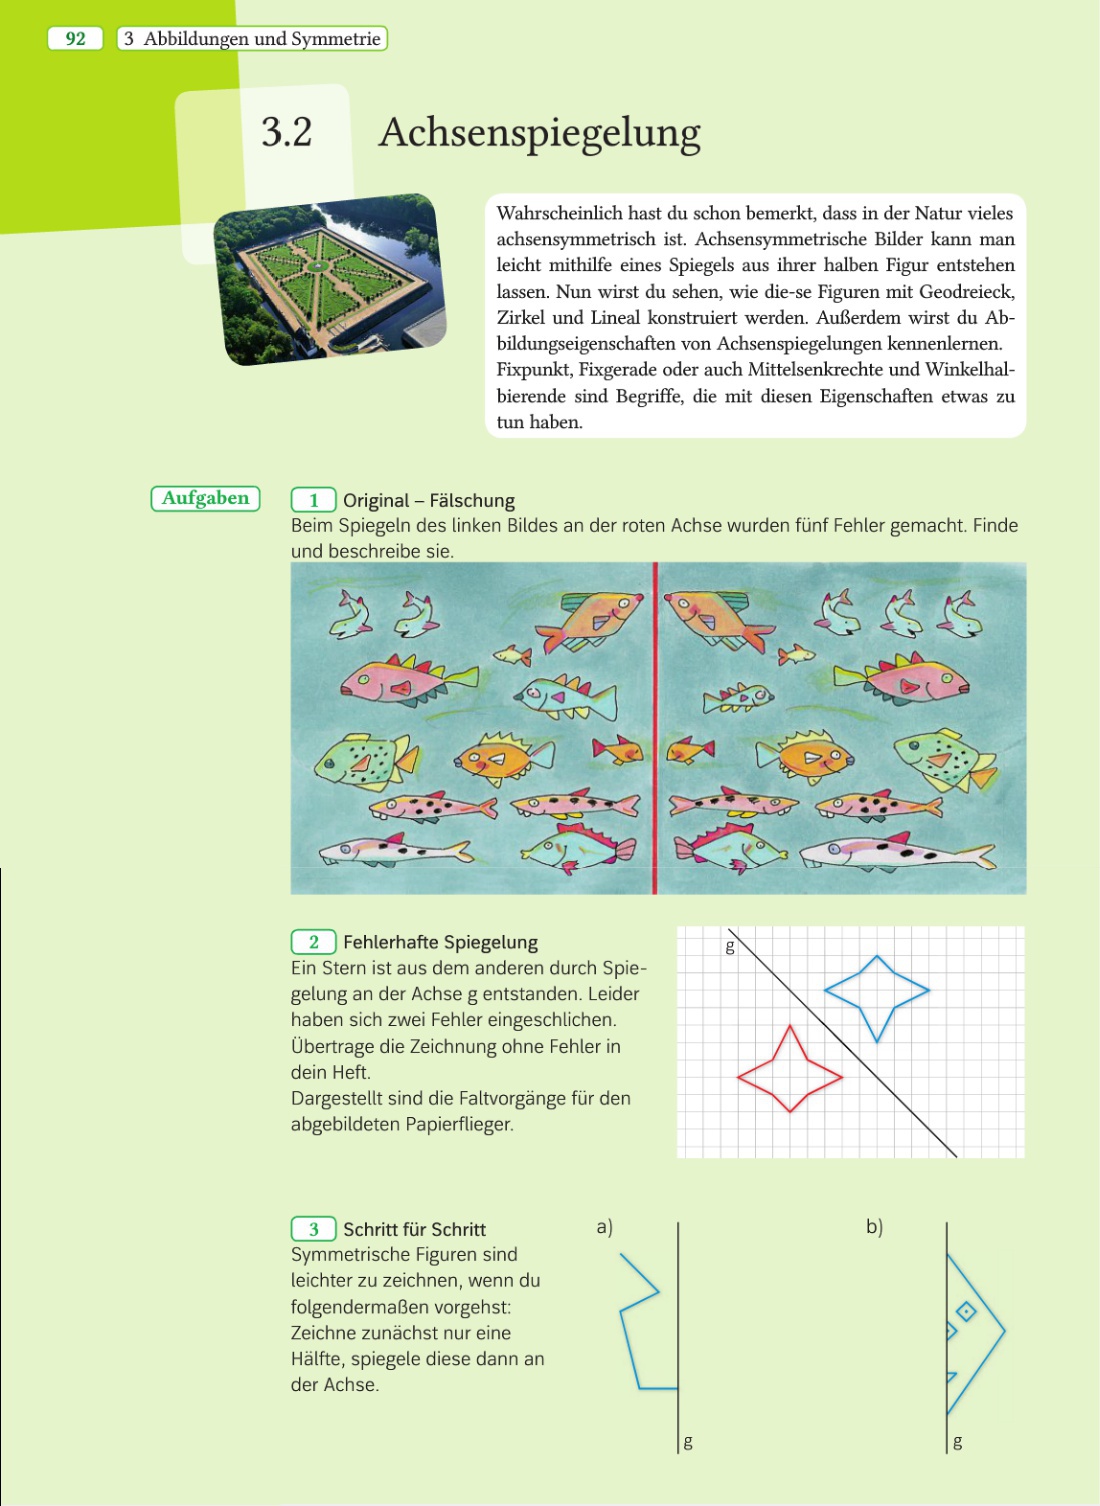 92
3 Abbildungen und Symmetrie
3.2 Achsenspiegelung
Wahrscheinlich hast du schon bemerkt, dass in der Natur vieles
achsensymmetrisch ist. Achsensymmetrische Bilder kann man
leicht mithilfe eines Spiegels aus ihrer halben Figur entstehen
lassen. Nun wirst du sehen, wie die-se Figuren mit Geodreieck,
Zirkel und Lineal konstruiert werden. Außerdem wirst du Ab-
bildungseigenschaften von Achsenspiegelungen kennenlernen.
Fixpunkt, Fixgerade oder auch Mittelsenkrechte und Winkelhal-
bierende sind Begriffe, die mit diesen Eigenschaften etwas zu
tun haben.
Aufgaben
1 Original – Fälschung
Beim Spiegeln des linken Bildes an der roten Achse wurden fünf Fehler gemacht. Finde
und beschreibe sie.
2 Fehlerhafte Spiegelung
Ein Stern ist aus dem anderen durch Spie-
gelung an der Achse g entstanden. Leider
haben sich zwei Fehler eingeschlichen.
Übertrage die Zeichnung ohne Fehler in
dein Heft.
Dargestellt sind die Faltvorgänge für den
abgebildeten Papierflieger.
g
3 Schritt für Schritt
Symmetrische Figuren sind
leichter zu zeichnen, wenn du
folgendermaßen vorgehst:
Zeichne zunächst nur eine
Hälfte, spiegele diese dann an
der Achse.
a)
g
b)
g